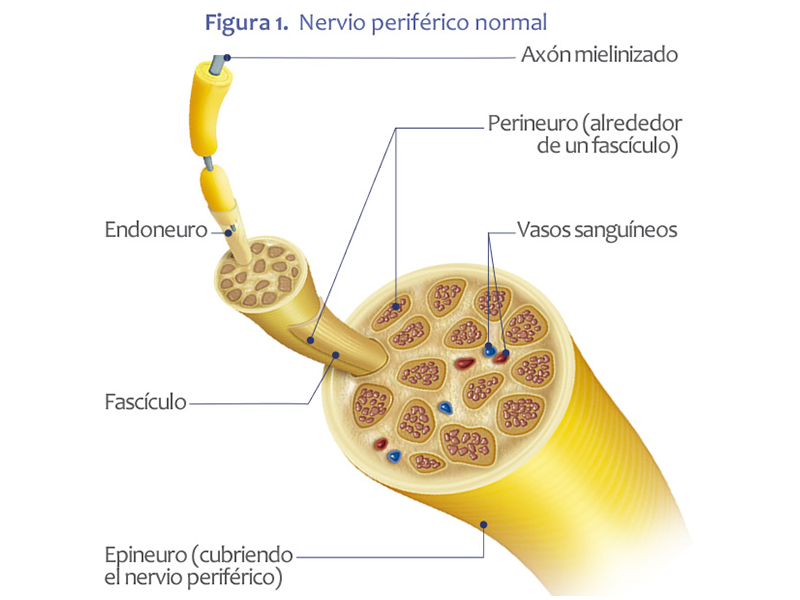 Figura 1. Nervio periférico normal
Axón mielinizado
Perineuro (alrededor
de un fascículo)
Endoneuro
Vasos sanguíneos
Fascículo
Epineuro (cubriendo
el nervio periférico)